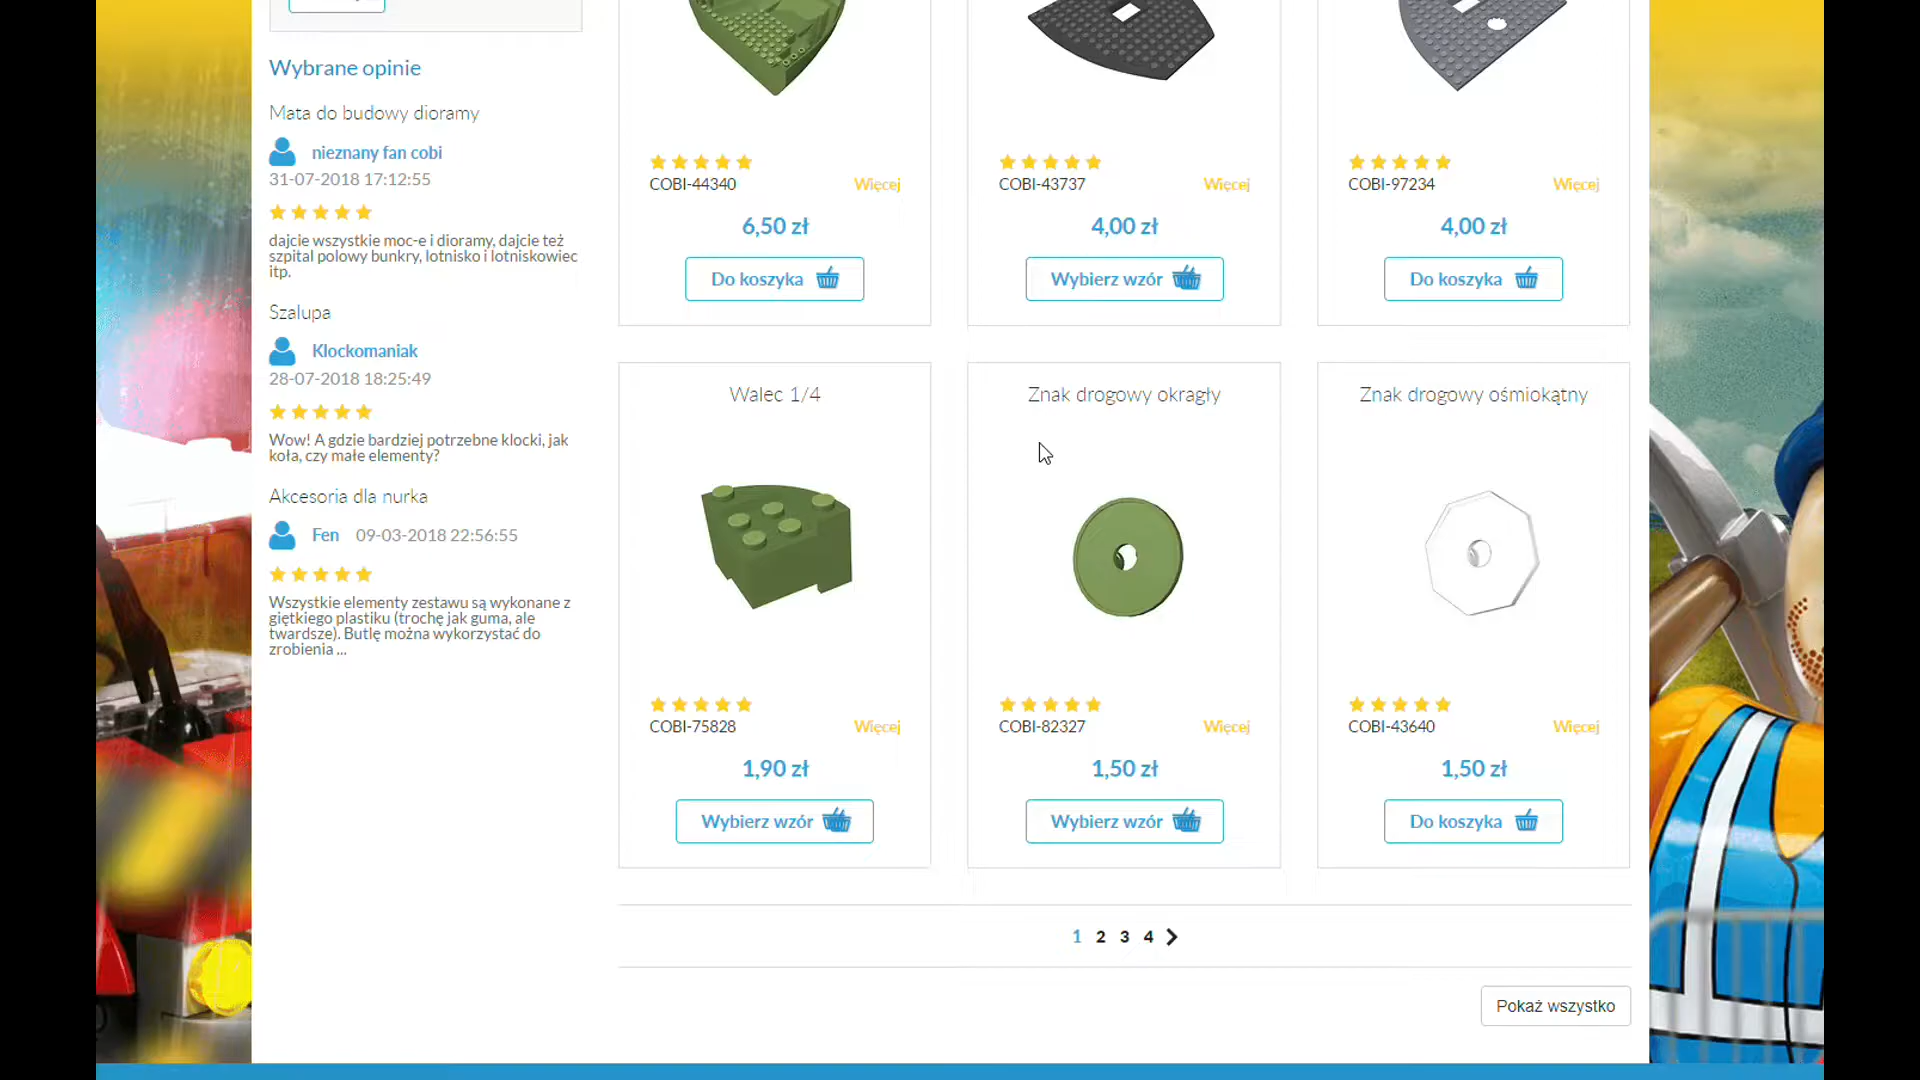 Wybrane opinie
Mata do budowy dioramy
nieznany fan cobi
31-07-2018 17:12:55
dajcie wszystkie moc-e i dioramy, dajcie też
szpital polowy bunkry, lotnisko i lotniskowiec
itp.
Szalupa
Klockomaniak
28-07-2018 18:25:49
Wow! A gdzie bardziej potrzebne klocki, jak
koła, czy małe elementy?
Akcesoria dla nurka
Fen 09-03-2018 22:56:55
Wszystkie elementy zestawu są wykonane z
giętkiego plastiku (trochę jak guma, ale
twardsze). Butlę można wykorzystać do
zrobienia ...
COBI-44340 Więcej
6,50 zł
Do koszyka
COBI-43737 Więcej
4,00 zł
Wybierz wzór
COBI-97234 Więcej
4,00 zł
Do koszyka
Walec 1/4
COBI-75828 Więcej
1,90 zł
Wybierz wzór
Znak drogowy okragły
COBI-82327 Więcej
1,50 zł
Wybierz wzór
Znak drogowy ośmiokątny
COBI-43640 Więcej
1,50 zł
Do koszyka
1 2 3 4
Pokaż wszystko